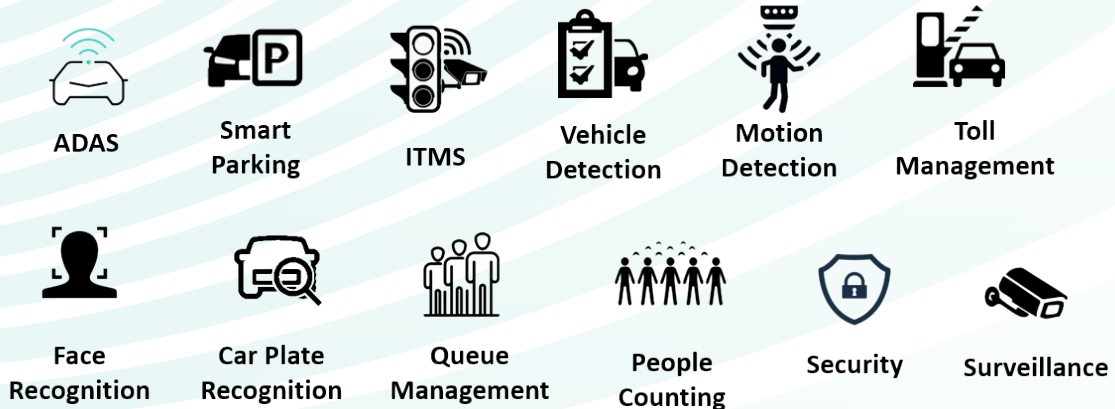 P
ADAS
Smart
Parking
ITMS
Vehicle
Detection
Motion
Detection
Toll
Management
Face
Recognition
Car Plate
Recognition
Queue
Management
People
Counting
Security
Surveillance